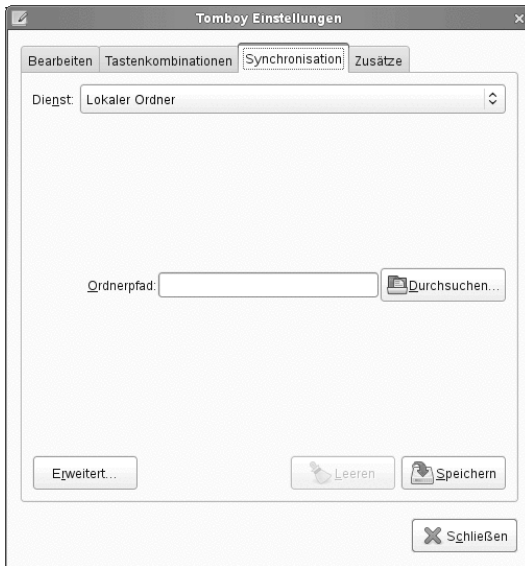 Tomboy Einstellungen
Bearbeiten Tastenkombinationen Synchronisation Zusätze
Dienst: Lokaler Ordner
Ordnerpfad: Durchsuchen...
Erweitert... Leeren Speichern
Schließen